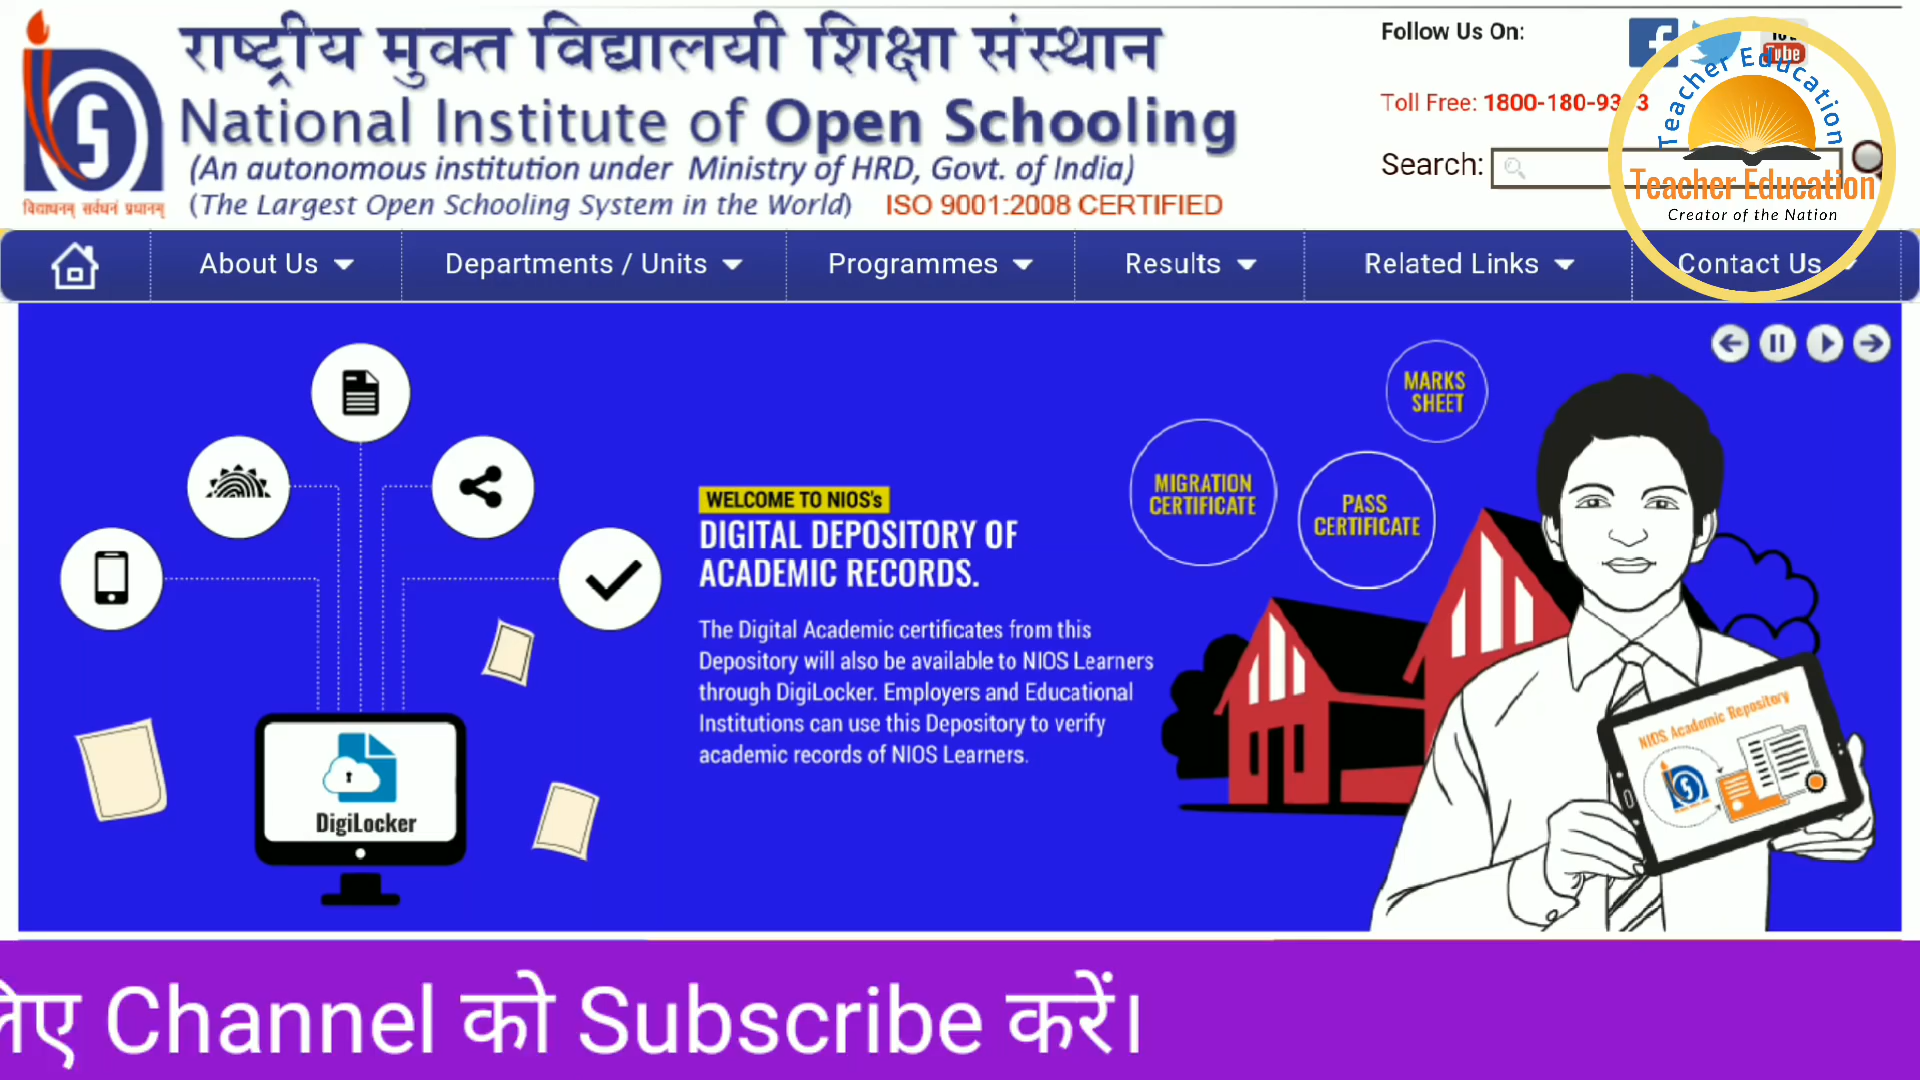 राष्ट्रीय मुक्त विद्यालयी शिक्षा संस्थान
National Institute of Open Schooling
(An autonomous institution under Ministry of HRD, Govt. of India)
(The Largest Open Schooling System in the World) ISO 9001:2008 CERTIFIED
विद्याधनम् सर्वधनं प्रधानम्
Follow Us On:
Toll Free:
Search:
Teacher Education
Teacher Education
Creator of the Nation
About Us
Departments / Units
Programmes
Results
Related Links
Contact Us
MARKS
SHEET
MIGRATION
CERTIFICATE
PASS
CERTIFICATE
WELCOME TO NIOS's
DIGITAL DEPOSITORY OF
ACADEMIC RECORDS.
The Digital Academic certificates from this
Depository will also be available to NIOS Learners
through DigiLocker. Employers and Educational
Institutions can use this Depository to verify
academic records of NIOS Learners.
DigiLocker
NIOS Academic Repository
Channel को Subscribe करें।